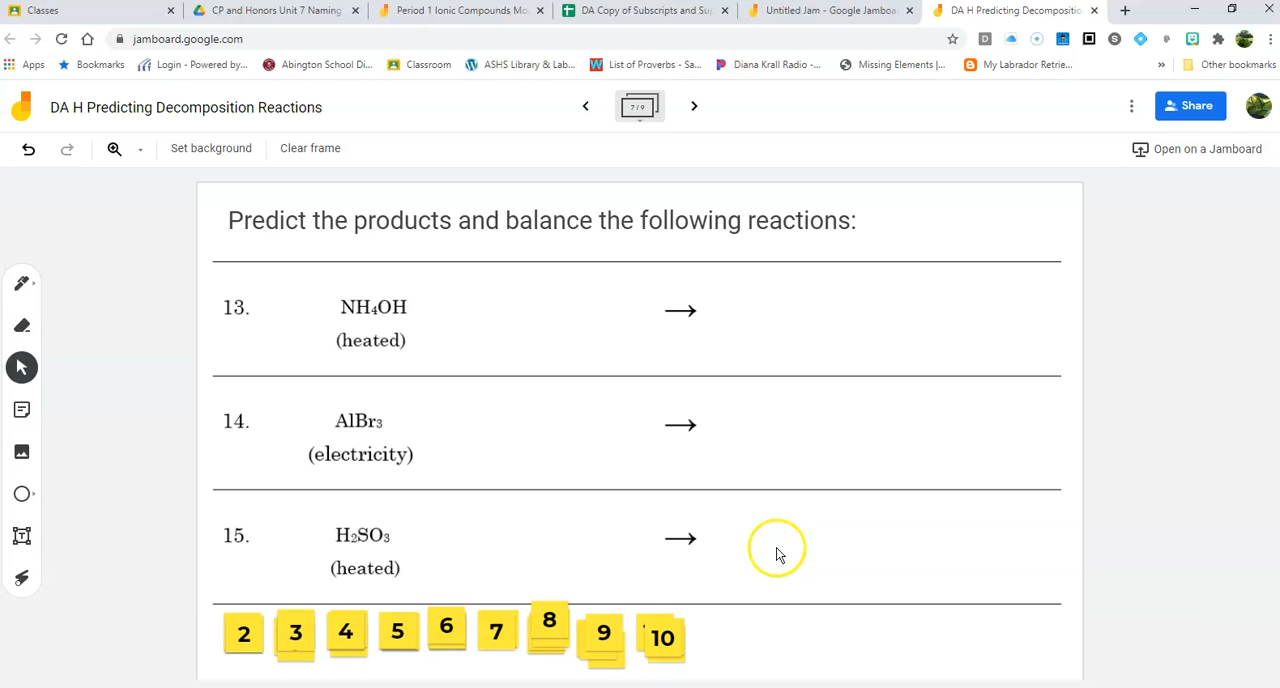 Classes
CP and Honors Unit 7 Naming
Period 1 Ionic Compounds Mo
DA Copy of Subscripts and Sup
Untitled Jam - Google Jamboa
DA H Predicting Decompositio
jamboard.google.com
Apps Bookmarks Login - Powered by... Abington School Di... Classroom ASHS Library & Lab... List of Proverbs - Sa... Diana Krall Radio -... Missing Elements |... My Labrador Retrie... » Other bookmarks
DA H Predicting Decomposition Reactions
7 / 9
Share
Set background
Clear frame
Open on a Jamboard
Predict the products and balance the following reactions:
13. NH₄OH →
(heated)
14. AlBr₃ →
(electricity)
15. H₂SO₃ →
(heated)
2 3 4 5 6 7 8 9 10